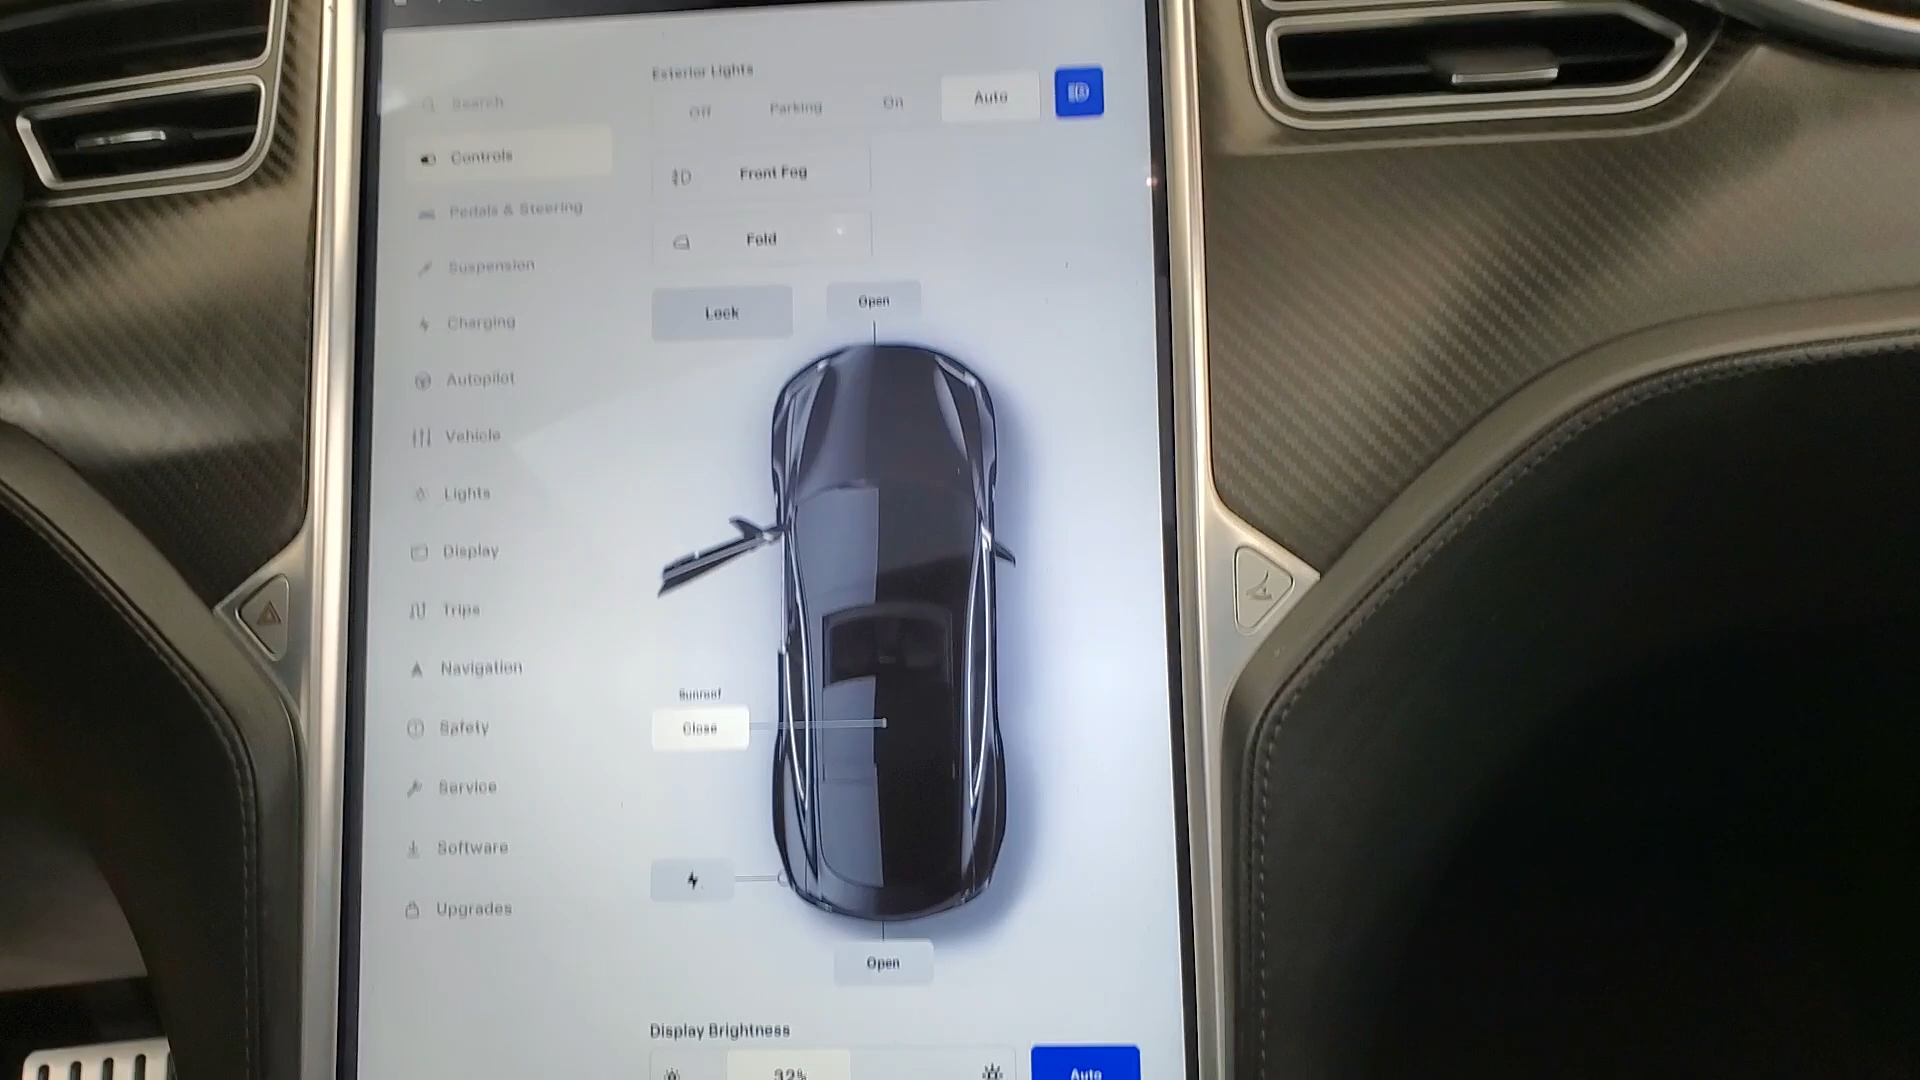 Search
Controls
Pedals & Steering
Suspension
Charging
Autopilot
Vehicle
Lights
Display
Trips
Navigation
Safety
Service
Software
Upgrades
Exterior Lights
Off
Parking
On
Auto
Front Fog
Fold
Lock
Open
Sunroof
Close
Open
Display Brightness
32%
Auto